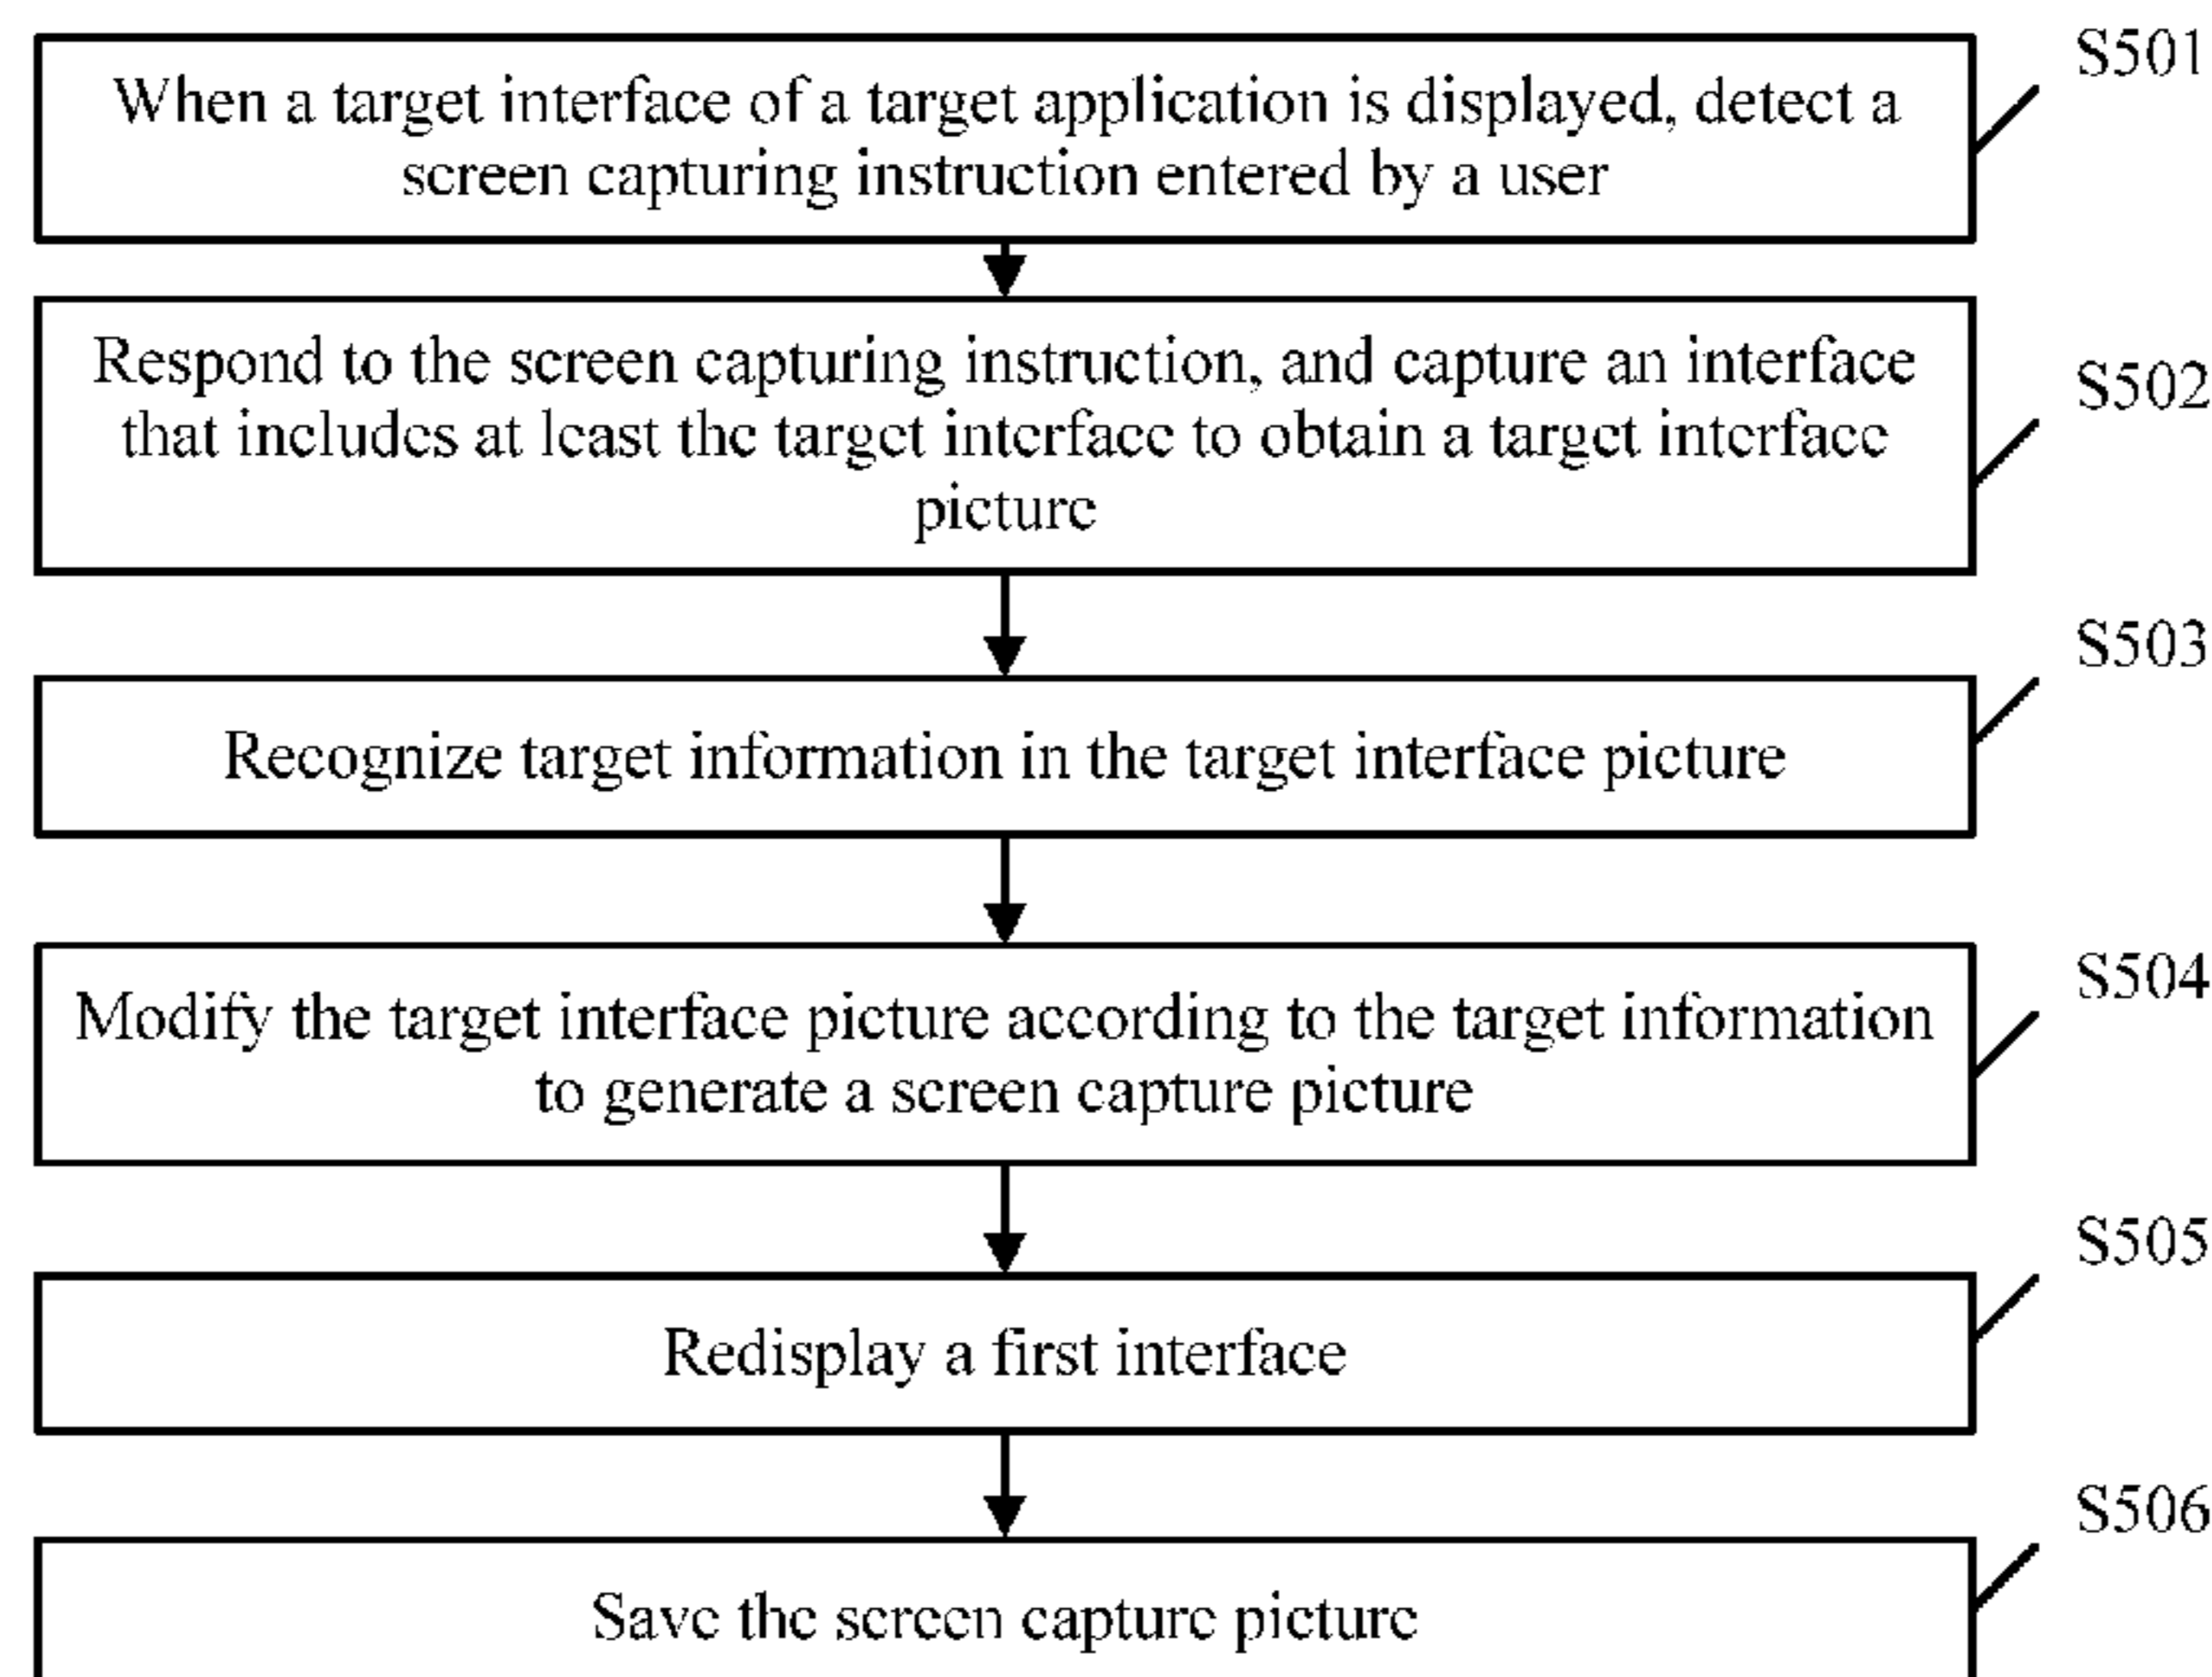 S501
When a target interface of a target application is displayed, detect a
screen capturing instruction entered by a user
S502
Respond to the screen capturing instruction, and capture an interface
that includes at least the target interface to obtain a target interface
picture
S503
Recognize target information in the target interface picture
S504
Modify the target interface picture according to the target information
to generate a screen capture picture
S505
Redisplay a first interface
S506
Save the screen capture picture